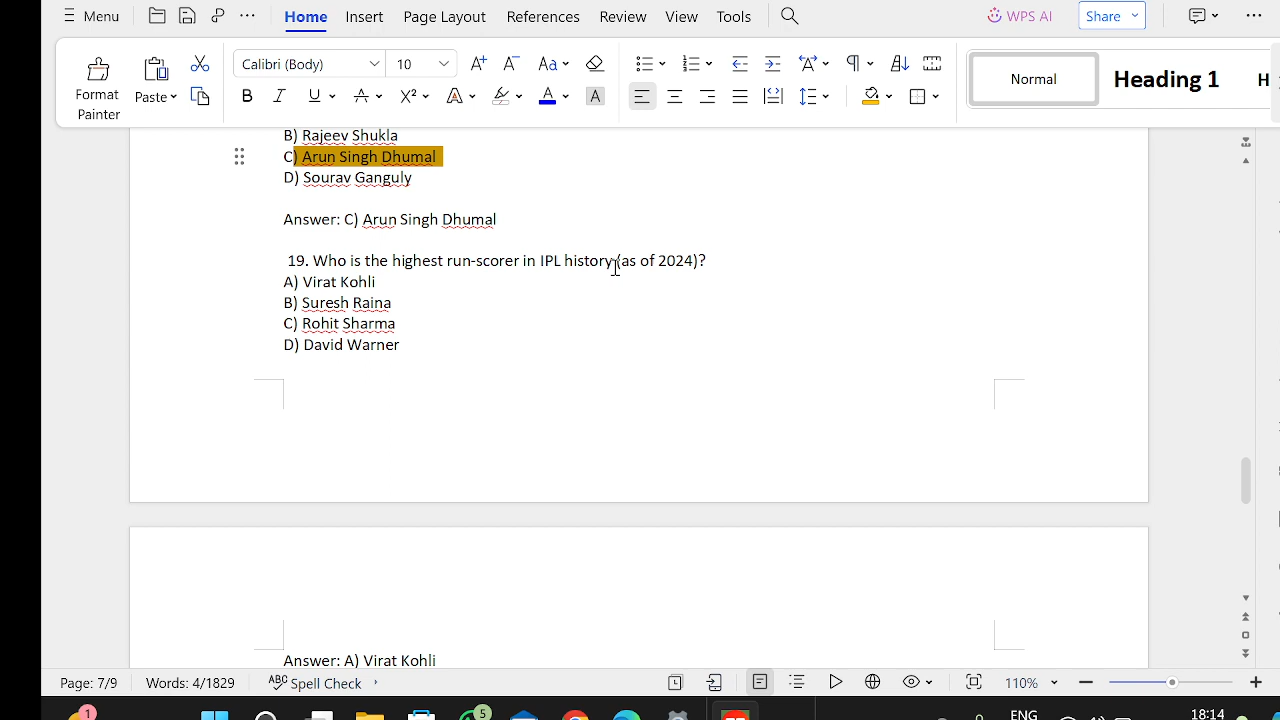 Menu
Home Insert Page Layout References Review View Tools
WPS AI Share
Format Painter
Paste
Calibri (Body) 10
Normal
Heading 1
H
B) Rajeev Shukla
C) Arun Singh Dhumal
D) Sourav Ganguly
Answer: C) Arun Singh Dhumal
19. Who is the highest run-scorer in IPL history (as of 2024)?
A) Virat Kohli
B) Suresh Raina
C) Rohit Sharma
D) David Warner
Answer: A) Virat Kohli
Page: 7/9 Words: 4/1829 Spell Check 110%
1 5 ENG 18:14